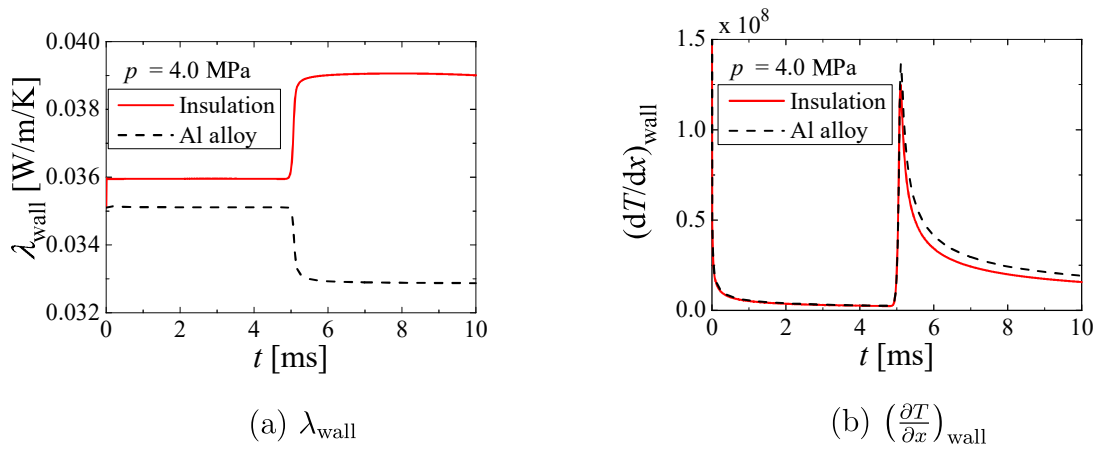 0.040
0.038
0.036
0.034
0.032
λwall [W/m/K]
p = 4.0 MPa
Insulation
Al alloy
0 2 4 6 8 10
t [ms]
(a) λwall
x 10⁸
1.5
1.0
0.5
0.0
(dT/dx)wall
p = 4.0 MPa
Insulation
Al alloy
0 2 4 6 8 10
t [ms]
(b) (∂T/∂x)wall